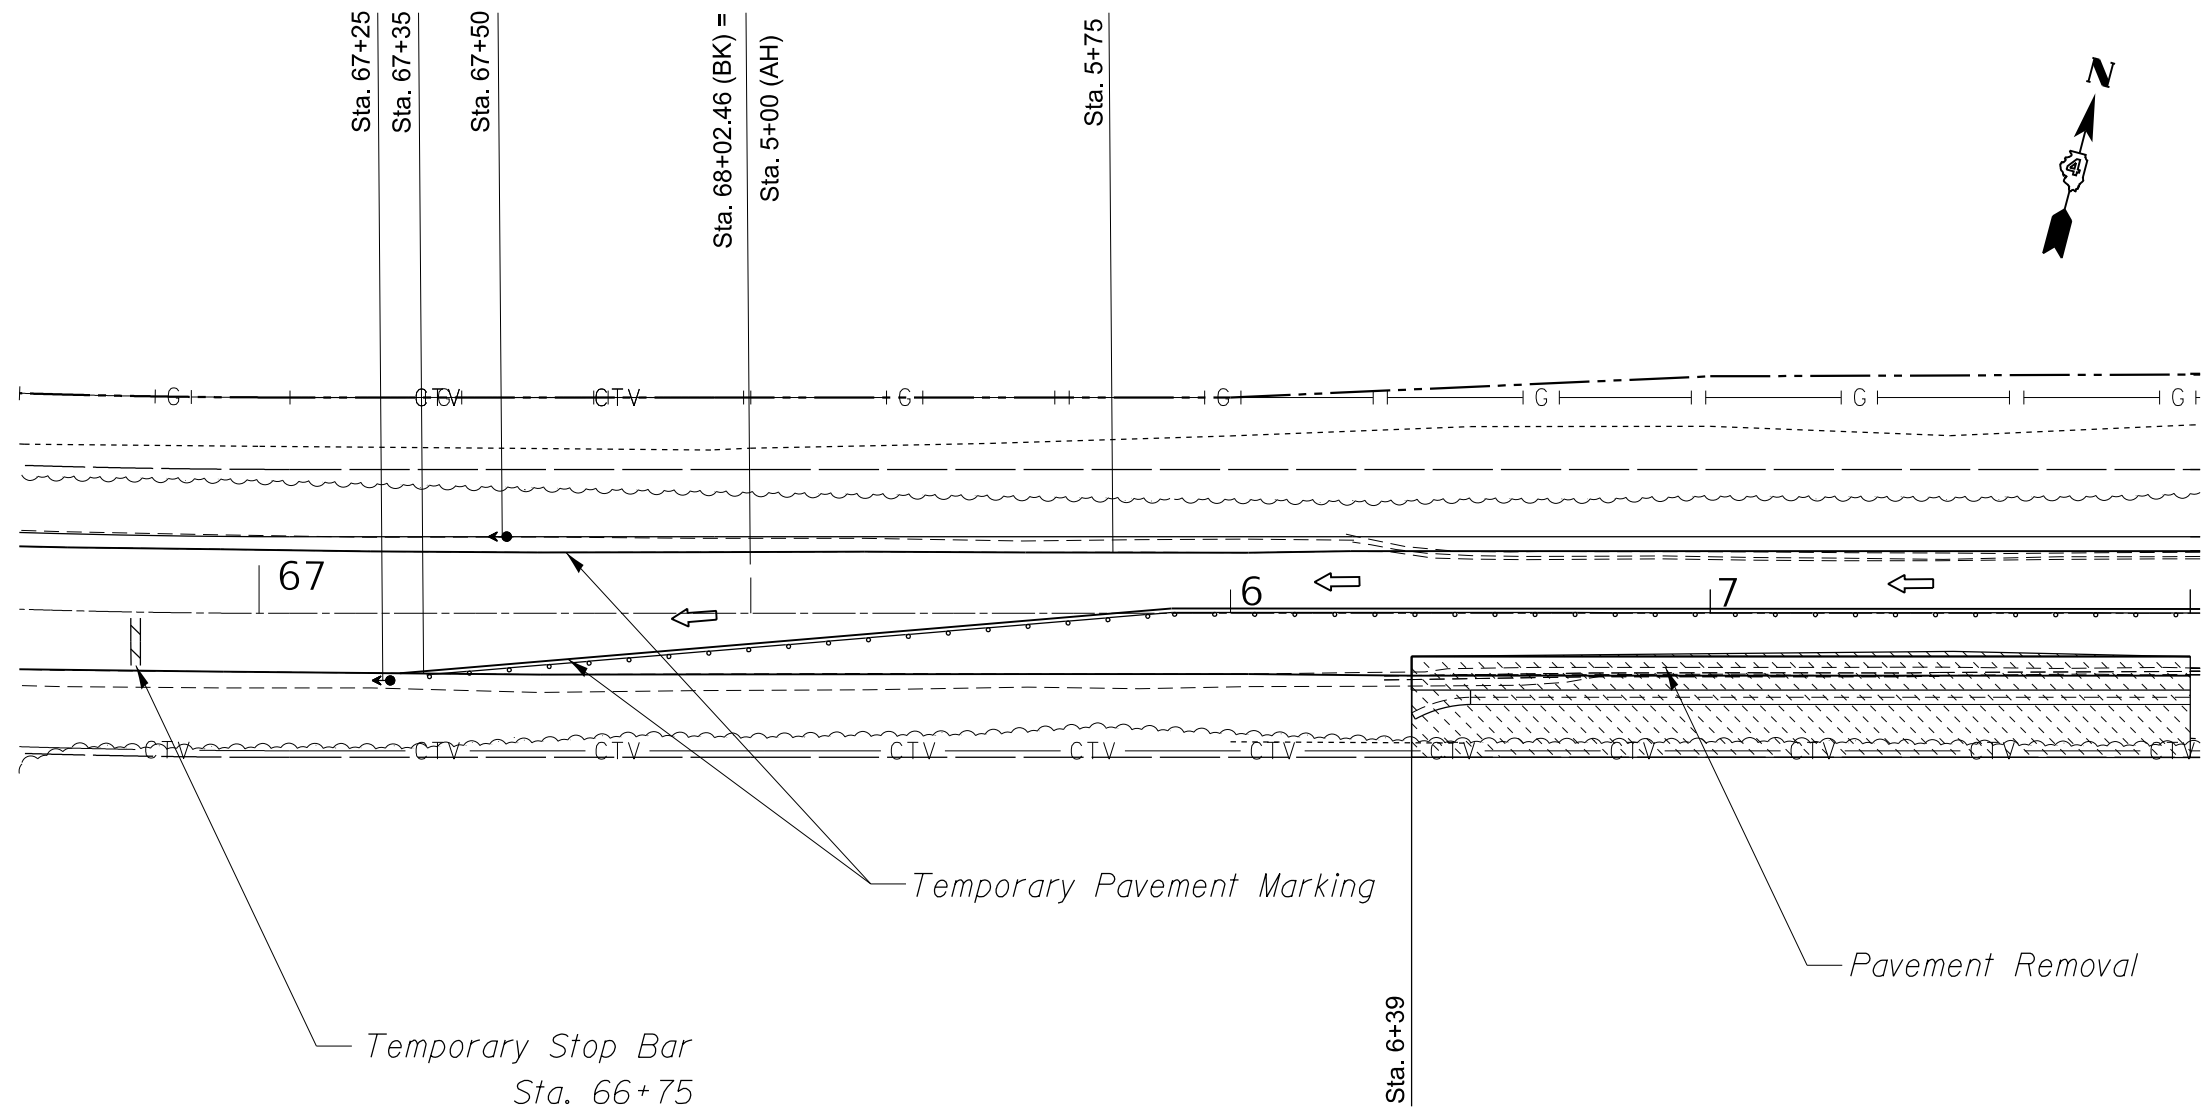 Sta. 67+25
Sta. 67+35
Sta. 67+50
Sta. 68+02.46 (BK) =
Sta. 5+00 (AH)
Sta. 5+75
N
4
G
CTV
G
CTV
G
G
G
G
G
67
6
7
CTV
CTV
CTV
CTV
CTV
CTV
CTV
CTV
CTV
CTV
CTV
Temporary Pavement Marking
Pavement Removal
Sta. 6+39
Temporary Stop Bar
Sta. 66+75